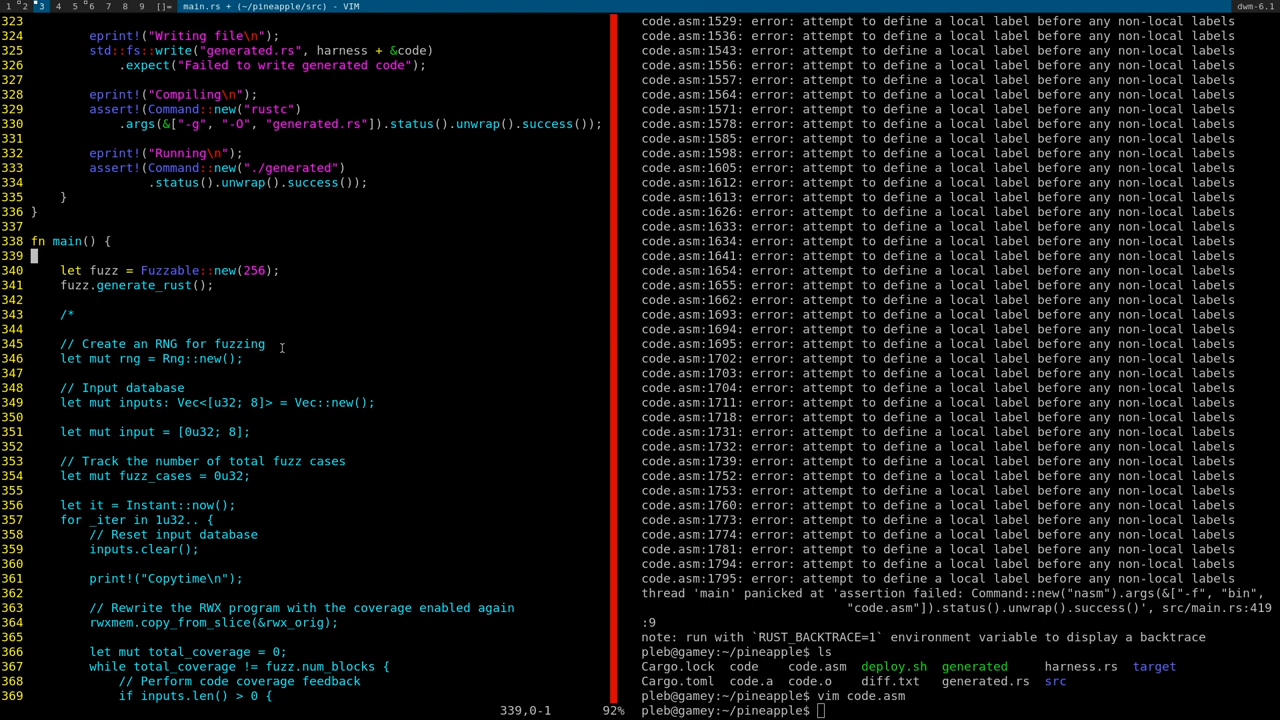 1 2 3 4 5 6 7 8 9 []= main.rs + (~/pineapple/src) - VIM dwm-6.1
323
324         eprint!("Writing file\n");
325         std::fs::write("generated.rs", harness + &code)
326             .expect("Failed to write generated code");
327
328         eprint!("Compiling\n");
329         assert!(Command::new("rustc")
330             .args(&["-g", "-O", "generated.rs"]).status().unwrap().success());
331
332         eprint!("Running\n");
333         assert!(Command::new("./generated")
334                 .status().unwrap().success());
335     }
336 }
337
338 fn main() {
339
340     let fuzz = Fuzzable::new(256);
341     fuzz.generate_rust();
342
343     /*
344
345     // Create an RNG for fuzzing
346     let mut rng = Rng::new();
347
348     // Input database
349     let mut inputs: Vec<[u32; 8]> = Vec::new();
350
351     let mut input = [0u32; 8];
352
353     // Track the number of total fuzz cases
354     let mut fuzz_cases = 0u32;
355
356     let it = Instant::now();
357     for _iter in 1u32.. {
358         // Reset input database
359         inputs.clear();
360
361         print!("Copytime\n");
362
363         // Rewrite the RWX program with the coverage enabled again
364         rwxmem.copy_from_slice(&rwx_orig);
365
366         let mut total_coverage = 0;
367         while total_coverage != fuzz.num_blocks {
368             // Perform code coverage feedback
369             if inputs.len() > 0 {
339,0-1 92%
code.asm:1529: error: attempt to define a local label before any non-local labels
code.asm:1536: error: attempt to define a local label before any non-local labels
code.asm:1543: error: attempt to define a local label before any non-local labels
code.asm:1556: error: attempt to define a local label before any non-local labels
code.asm:1557: error: attempt to define a local label before any non-local labels
code.asm:1564: error: attempt to define a local label before any non-local labels
code.asm:1571: error: attempt to define a local label before any non-local labels
code.asm:1578: error: attempt to define a local label before any non-local labels
code.asm:1585: error: attempt to define a local label before any non-local labels
code.asm:1598: error: attempt to define a local label before any non-local labels
code.asm:1605: error: attempt to define a local label before any non-local labels
code.asm:1612: error: attempt to define a local label before any non-local labels
code.asm:1613: error: attempt to define a local label before any non-local labels
code.asm:1626: error: attempt to define a local label before any non-local labels
code.asm:1633: error: attempt to define a local label before any non-local labels
code.asm:1634: error: attempt to define a local label before any non-local labels
code.asm:1641: error: attempt to define a local label before any non-local labels
code.asm:1654: error: attempt to define a local label before any non-local labels
code.asm:1655: error: attempt to define a local label before any non-local labels
code.asm:1662: error: attempt to define a local label before any non-local labels
code.asm:1693: error: attempt to define a local label before any non-local labels
code.asm:1694: error: attempt to define a local label before any non-local labels
code.asm:1695: error: attempt to define a local label before any non-local labels
code.asm:1702: error: attempt to define a local label before any non-local labels
code.asm:1703: error: attempt to define a local label before any non-local labels
code.asm:1704: error: attempt to define a local label before any non-local labels
code.asm:1711: error: attempt to define a local label before any non-local labels
code.asm:1718: error: attempt to define a local label before any non-local labels
code.asm:1731: error: attempt to define a local label before any non-local labels
code.asm:1732: error: attempt to define a local label before any non-local labels
code.asm:1739: error: attempt to define a local label before any non-local labels
code.asm:1752: error: attempt to define a local label before any non-local labels
code.asm:1753: error: attempt to define a local label before any non-local labels
code.asm:1760: error: attempt to define a local label before any non-local labels
code.asm:1773: error: attempt to define a local label before any non-local labels
code.asm:1774: error: attempt to define a local label before any non-local labels
code.asm:1781: error: attempt to define a local label before any non-local labels
code.asm:1794: error: attempt to define a local label before any non-local labels
code.asm:1795: error: attempt to define a local label before any non-local labels
thread 'main' panicked at 'assertion failed: Command::new("nasm").args(&["-f", "bin",
                            "code.asm"]).status().unwrap().success()', src/main.rs:419
:9
note: run with `RUST_BACKTRACE=1` environment variable to display a backtrace
pleb@gamey:~/pineapple$ ls
Cargo.lock  code    code.asm  deploy.sh  generated     harness.rs  target
Cargo.toml  code.a  code.o    diff.txt   generated.rs  src
pleb@gamey:~/pineapple$ vim code.asm
pleb@gamey:~/pineapple$